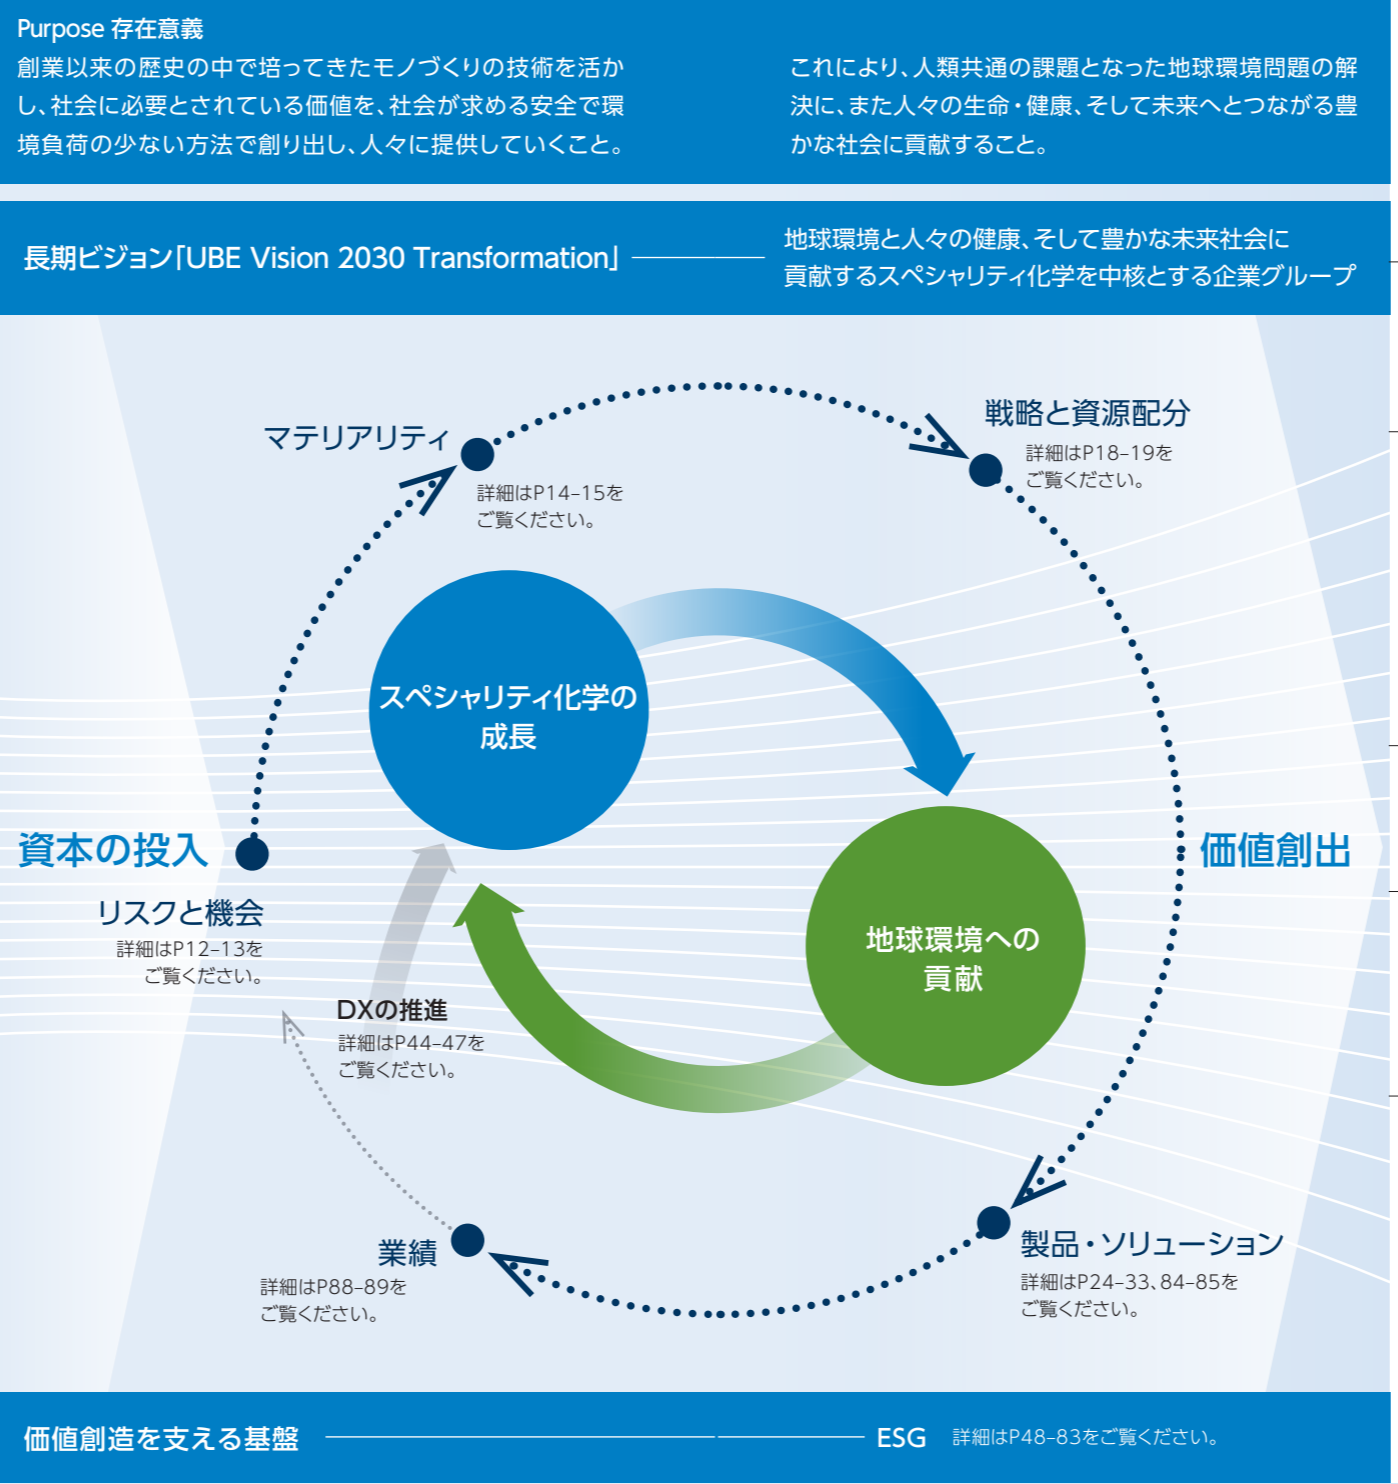 Purpose 存在意義
創業以来の歴史の中で培ってきたモノづくりの技術を活か
し、社会に必要とされている価値を、社会が求める安全で環
境負荷の少ない方法で創り出し、人々に提供していくこと。
これにより、人類共通の課題となった地球環境問題の解
決に、また人々の生命・健康、そして未来へとつながる豊
かな社会に貢献すること。
長期ビジョン「UBE Vision 2030 Transformation」
地球環境と人々の健康、そして豊かな未来社会に
貢献するスペシャリティ化学を中核とする企業グループ
マテリアリティ
詳細はP14–15を
ご覧ください。
戦略と資源配分
詳細はP18–19を
ご覧ください。
スペシャリティ化学の
成長
資本の投入
リスクと機会
詳細はP12–13を
ご覧ください。
価値創出
地球環境への
貢献
DXの推進
詳細はP44–47を
ご覧ください。
業績
詳細はP88–89を
ご覧ください。
製品・ソリューション
詳細はP24–33、84–85を
ご覧ください。
価値創造を支える基盤
ESG 詳細はP48–83をご覧ください。